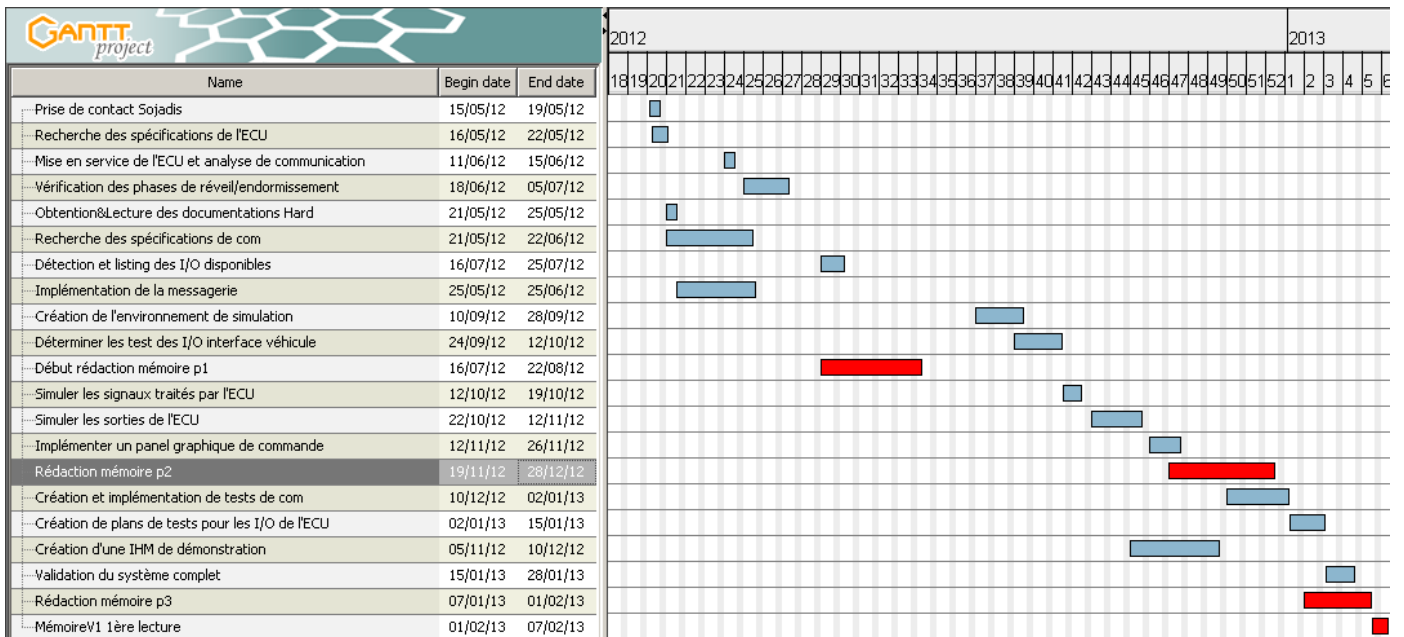 GANTT
project
2012 2013
Name Begin date End date 18 19 20 21 22 23 24 25 26 27 28 29 30 31 32 33 34 35 36 37 38 39 40 41 42 43 44 45 46 47 48 49 50 51 52 1 2 3 4 5 6
Prise de contact Sojadis 15/05/12 19/05/12
Recherche des spécifications de l'ECU 16/05/12 22/05/12
Mise en service de l'ECU et analyse de communication 11/06/12 15/06/12
Vérification des phases de réveil/endormissement 18/06/12 05/07/12
Obtention&Lecture des documentations Hard 21/05/12 25/05/12
Recherche des spécifications de com 21/05/12 22/06/12
Détection et listing des I/O disponibles 16/07/12 25/07/12
Implémentation de la messagerie 25/05/12 25/06/12
Création de l'environnement de simulation 10/09/12 28/09/12
Déterminer les test des I/O interface véhicule 24/09/12 12/10/12
Début rédaction mémoire p1 16/07/12 22/08/12
Simuler les signaux traités par l'ECU 12/10/12 19/10/12
Simuler les sorties de l'ECU 22/10/12 12/11/12
Implémenter un panel graphique de commande 12/11/12 26/11/12
Rédaction mémoire p2 19/11/12 28/12/12
Création et implémentation de tests de com 10/12/12 02/01/13
Création de plans de tests pour les I/O de l'ECU 02/01/13 15/01/13
Création d'une IHM de démonstration 05/11/12 10/12/12
Validation du système complet 15/01/13 28/01/13
Rédaction mémoire p3 07/01/13 01/02/13
MémoireV1 1ère lecture 01/02/13 07/02/13